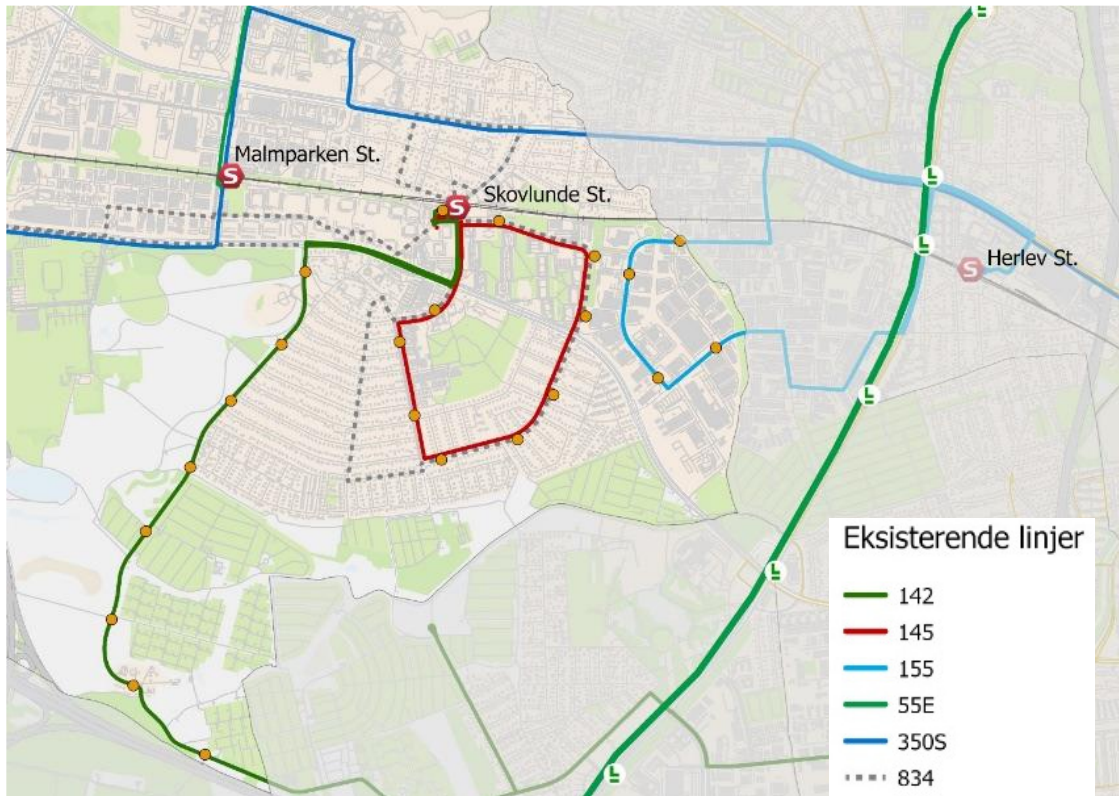 Malmparken St.
Skovlunde St.
Herlev St.
S
S
S
L
L
L
L
L
L
Eksisterende linjer
142
145
155
55E
350S
834